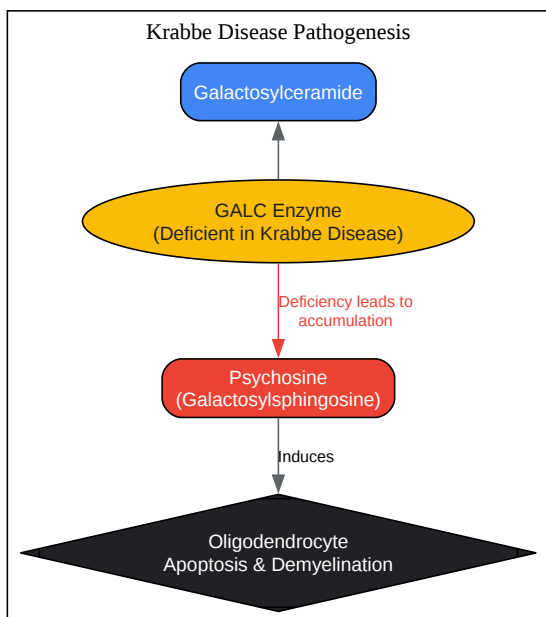 Krabbe Disease Pathogenesis
Galactosylceramide
GALC Enzyme
(Deficient in Krabbe Disease)
Deficiency leads to
accumulation
Psychosine
(Galactosylsphingosine)
Induces
Oligodendrocyte
Apoptosis & Demyelination